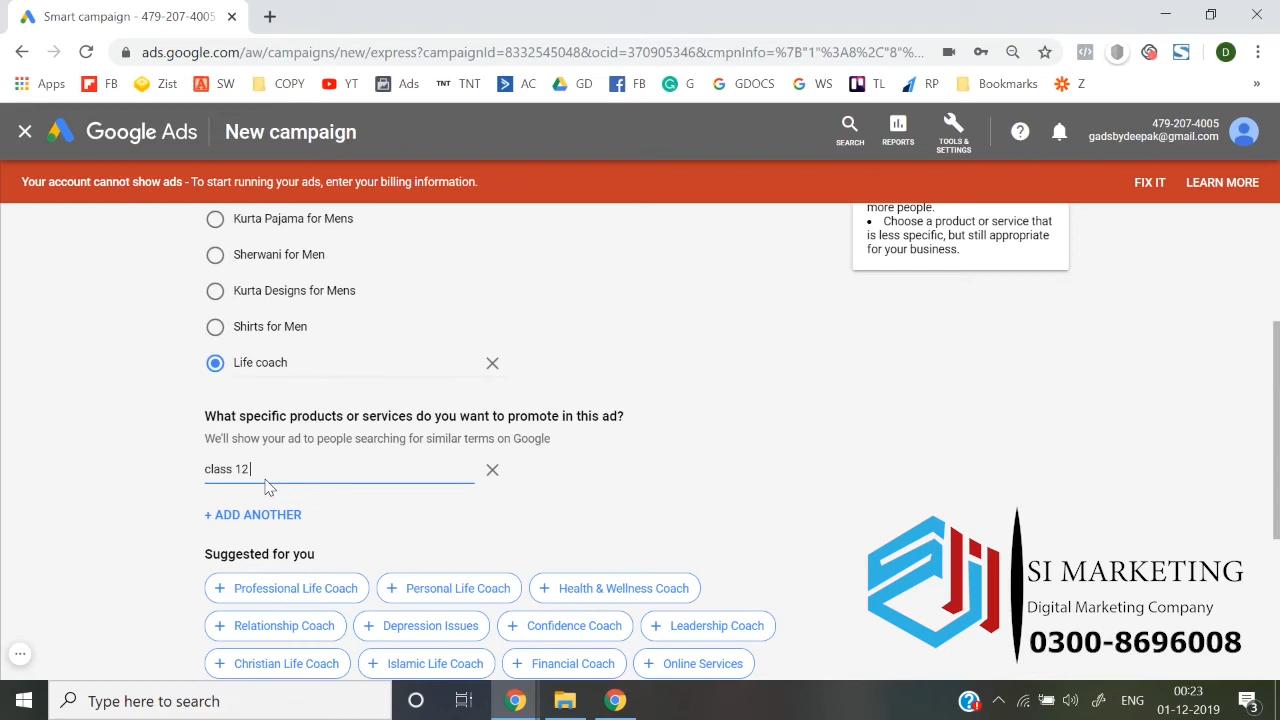 Smart campaign - 479-207-4005
ads.google.com/aw/campaigns/new/express?campaignId=8332545048&ocid=370905346&cmpnInfo=%7B"1"%3A8%2C"8"%...
Apps FB Zist SW COPY YT Ads TNT TNT AC GD FB G GDOCS WS TL RP Bookmarks Z »
Google Ads New campaign
SEARCH REPORTS TOOLS & SETTINGS
479-207-4005
gadsbydeepak@gmail.com
Your account cannot show ads - To start running your ads, enter your billing information. FIX IT LEARN MORE
Kurta Pajama for Mens
Sherwani for Men
Kurta Designs for Mens
Shirts for Men
Life coach
more people.
• Choose a product or service that
is less specific, but still appropriate
for your business.
What specific products or services do you want to promote in this ad?
We'll show your ad to people searching for similar terms on Google
class 12
+ ADD ANOTHER
Suggested for you
+ Professional Life Coach + Personal Life Coach + Health & Wellness Coach
+ Relationship Coach + Depression Issues + Confidence Coach + Leadership Coach
+ Christian Life Coach + Islamic Life Coach + Financial Coach + Online Services
SI MARKETING
Digital Marketing Company
0300-8696008
Type here to search
ENG
00:23
01-12-2019
3